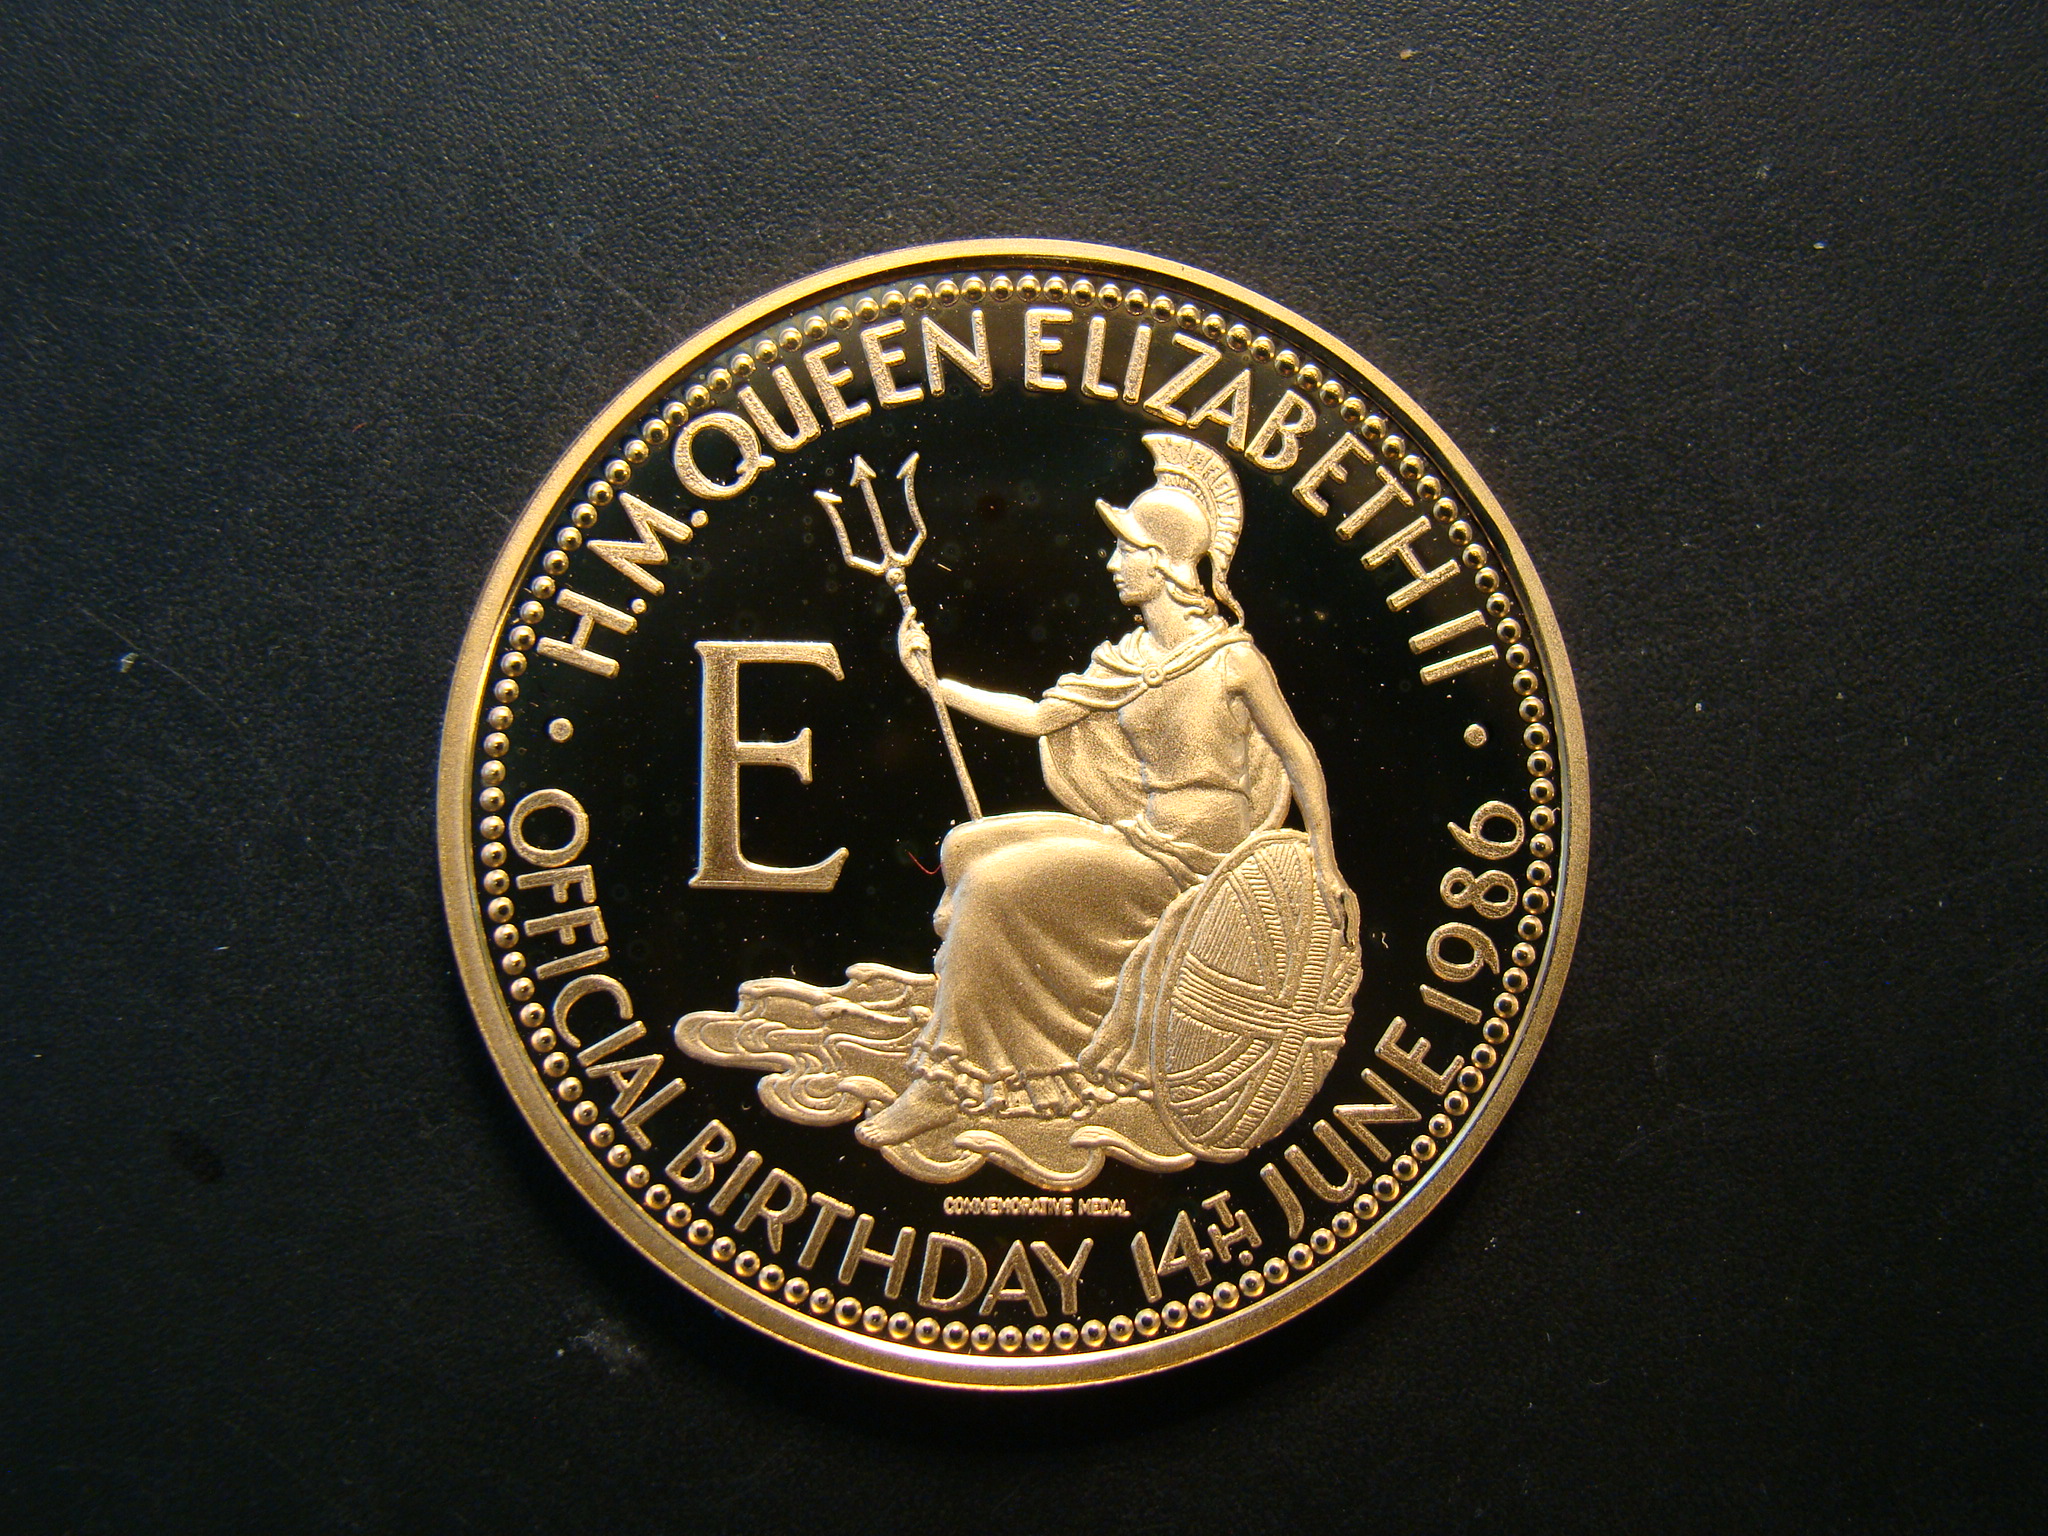 H.M. QUEEN ELIZABETH II
E
COMMEMORATIVE MEDAL
• OFFICIAL BIRTHDAY 14TH. JUNE 1986 •